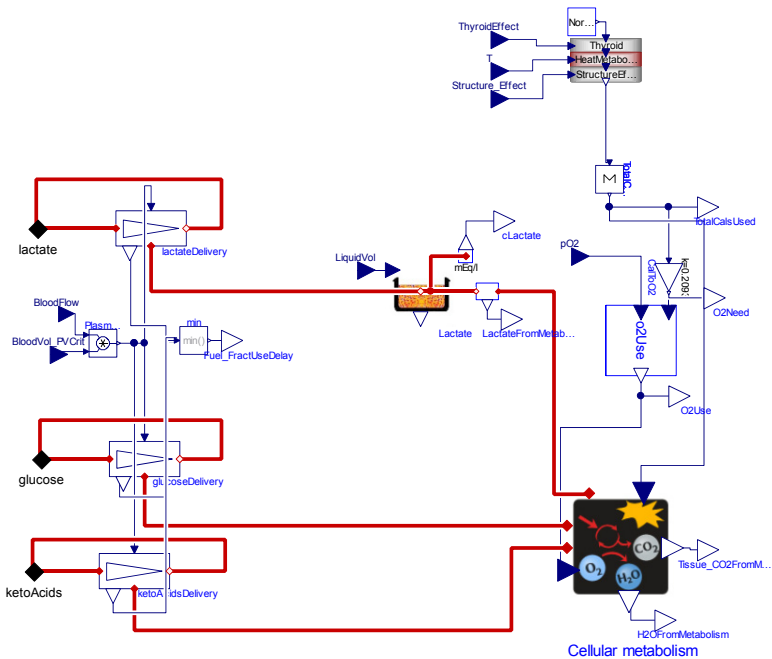 Nor...
ThyroidEffect
Thyroid
T
HeatMetabo...
Structure_Effect
StructureEf...
M
TotalC...
lactate
lactateDelivery
cLactate
TotalCalsUsed
LiquidVol
mEq/l
pO2
CalToO2
k=0.209;
BloodFlow
Plasm...
min
min()
BloodVol_PVCrit
Fuel_FractUseDelay
Lactate
LactateFromMetab...
O2Need
o2Use
O2Use
glucose
glucoseDelivery
ketoAcids
ketoAcidsDelivery
CO2
O2
H2O
Tissue_CO2FromM...
H2OFromMetabolism
Cellular metabolism